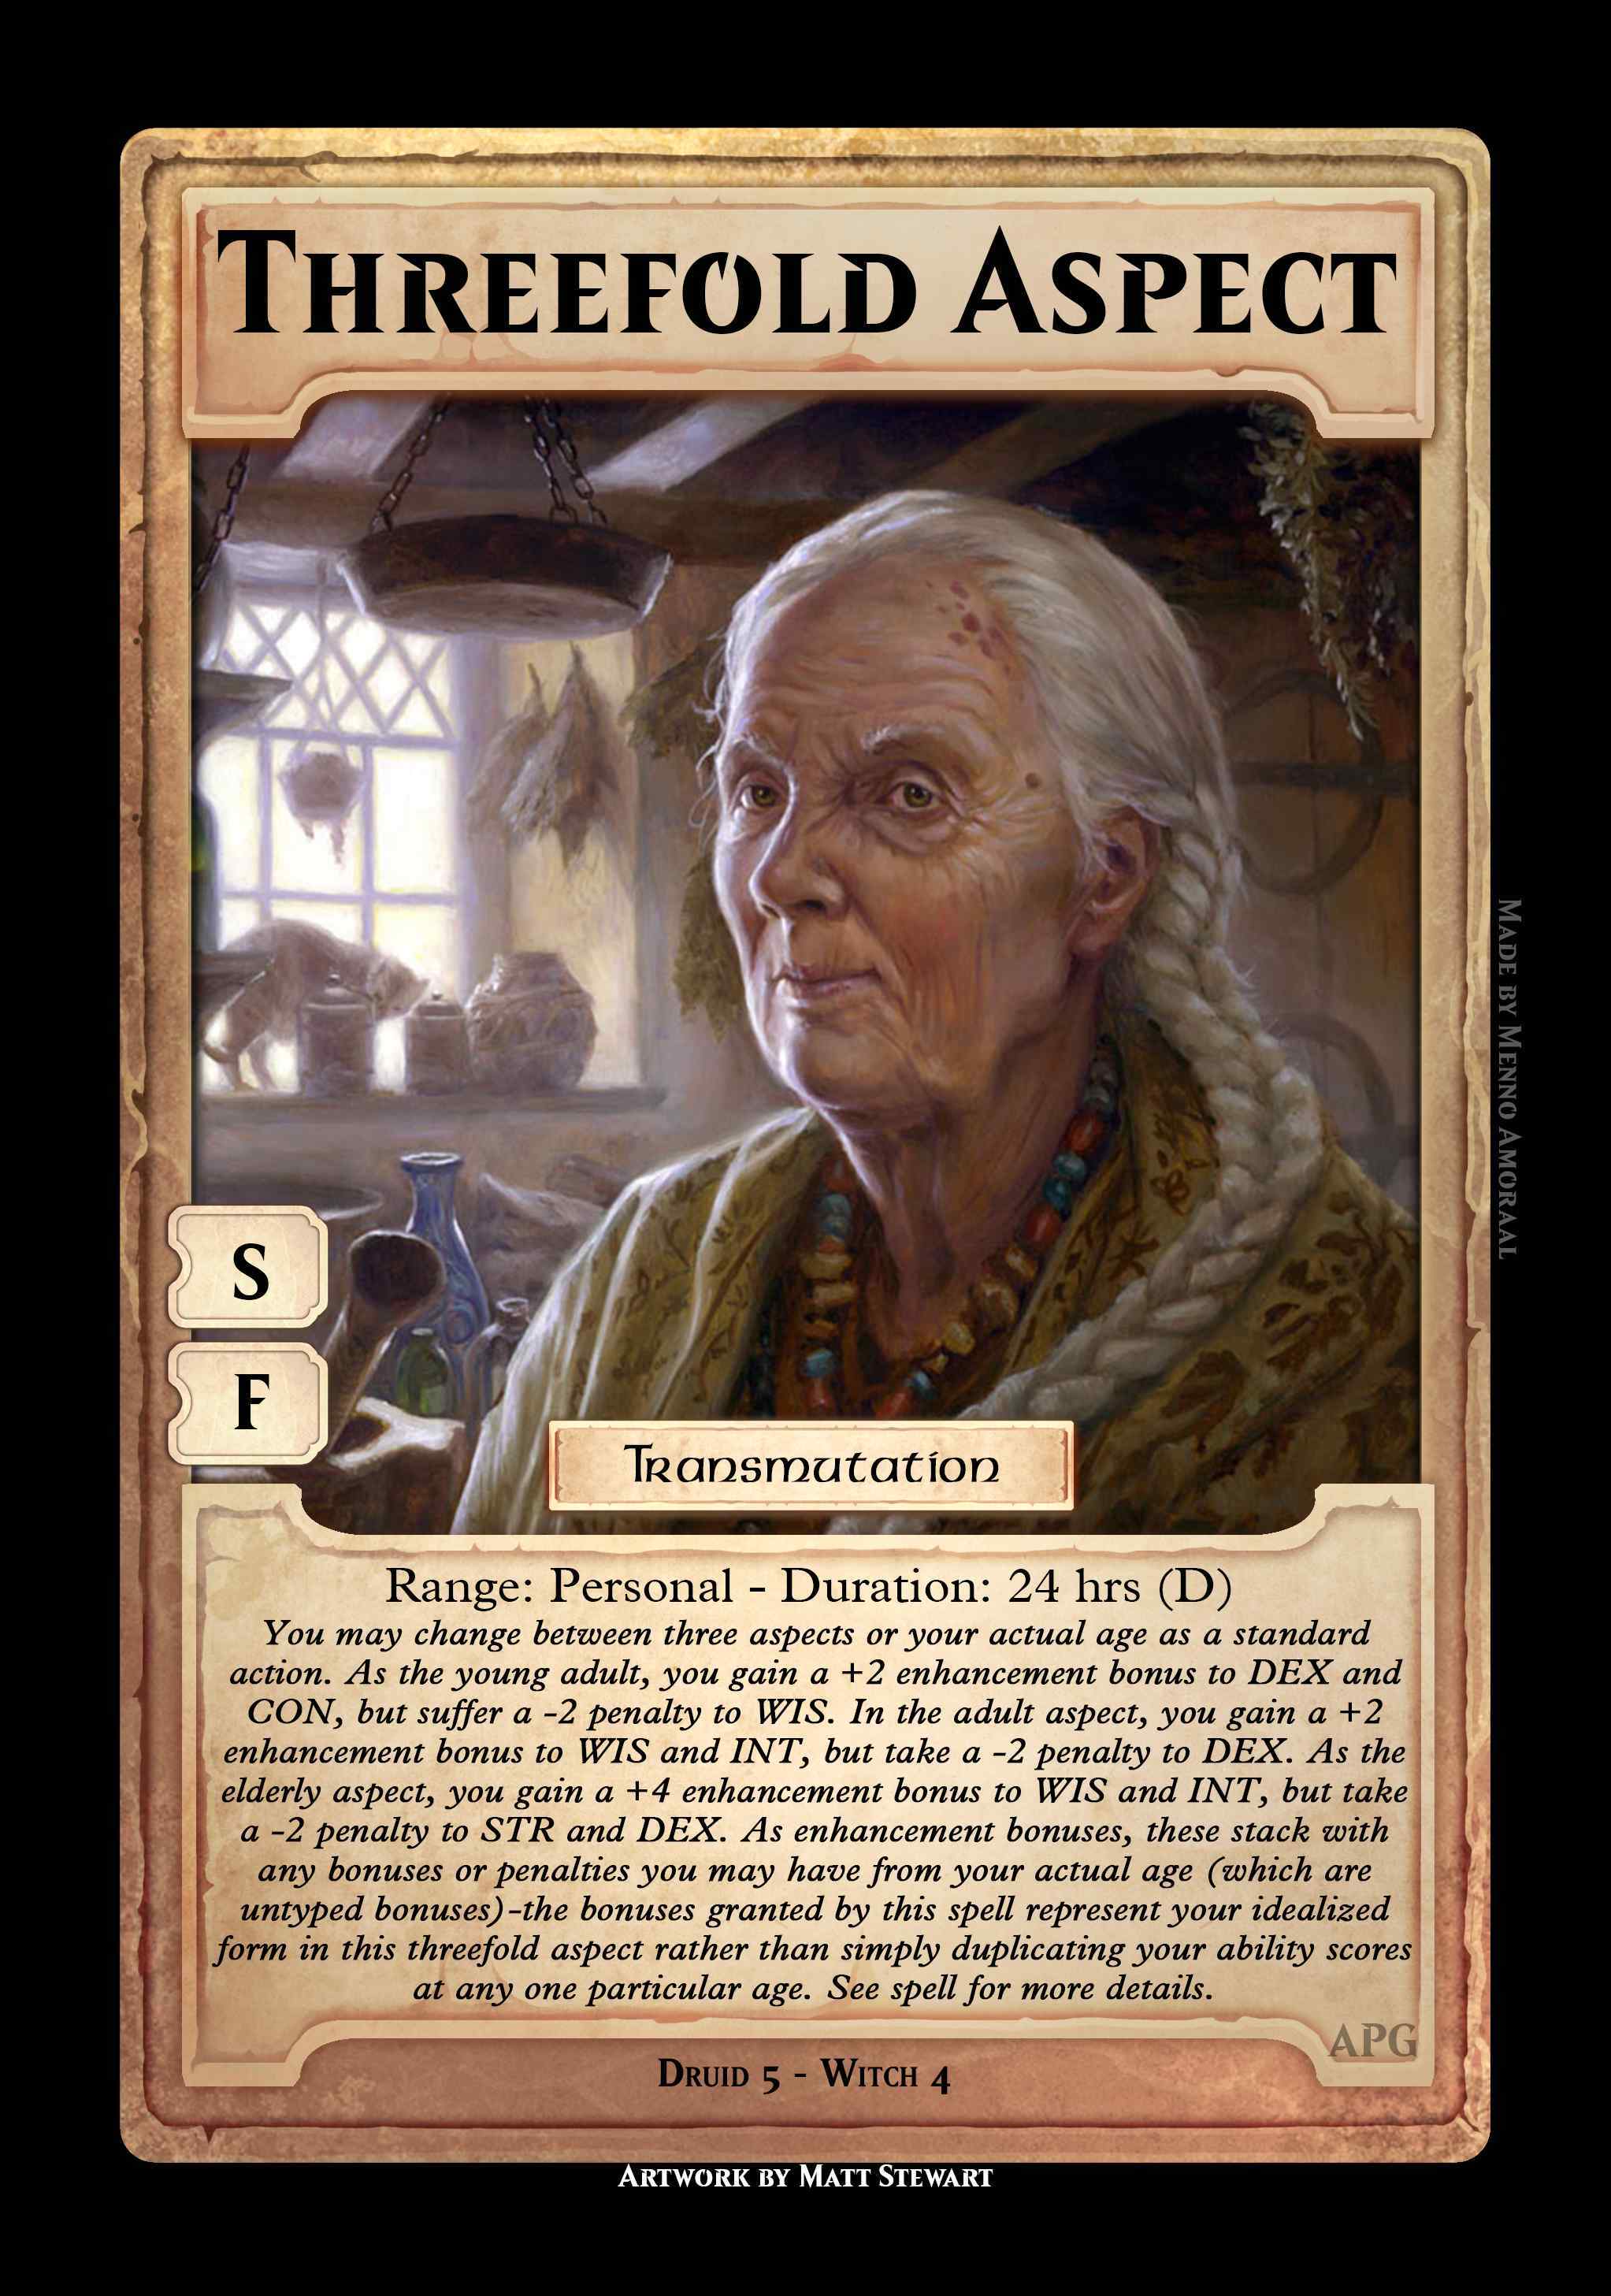 Threefold Aspect
Made by Menno Amoraal
S
F
Transmutation
Range: Personal - Duration: 24 hrs (D)
You may change between three aspects or your actual age as a standard
action. As the young adult, you gain a +2 enhancement bonus to DEX and
CON, but suffer a -2 penalty to WIS. In the adult aspect, you gain a +2
enhancement bonus to WIS and INT, but take a -2 penalty to DEX. As the
elderly aspect, you gain a +4 enhancement bonus to WIS and INT, but take
a -2 penalty to STR and DEX. As enhancement bonuses, these stack with
any bonuses or penalties you may have from your actual age (which are
untyped bonuses)-the bonuses granted by this spell represent your idealized
form in this threefold aspect rather than simply duplicating your ability scores
at any one particular age. See spell for more details.
APG
Druid 5 - Witch 4
Artwork by Matt Stewart